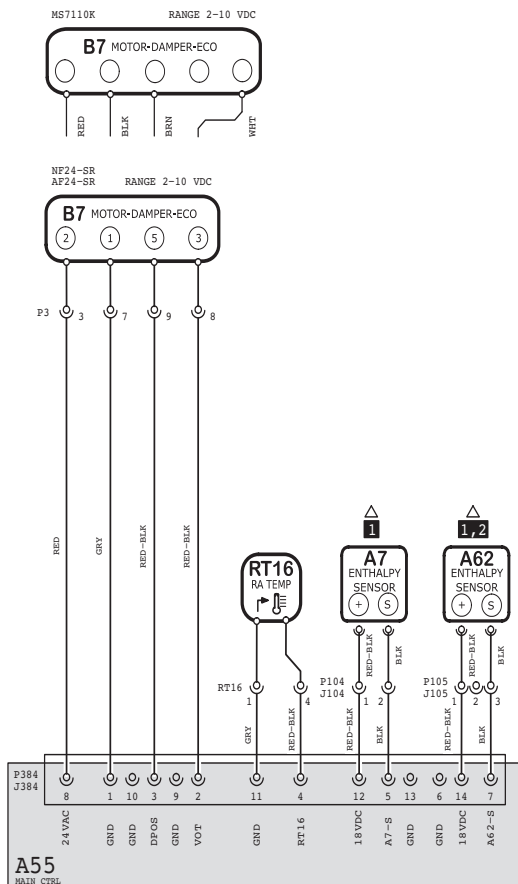 MS7110K RANGE 2-10 VDC
B7 MOTOR-DAMPER-ECO
RED BLK BRN WHT
NF24-SR
AF24-SR RANGE 2-10 VDC
B7 MOTOR-DAMPER-ECO
2 1 5 3
P3 3 7 9 8
RED GRY RED-BLK RED-BLK
1 1,2
RT16 A7 A62
RA TEMP ENTHALPY ENTHALPY
SENSOR SENSOR
+ S + S
RED-BLK BLK RED-BLK BLK
RT16 P104 P105
J104 J105
1 4 1 2 1 2 3
GRY RED-BLK RED-BLK BLK RED-BLK BLK
P384
J384
8 1 10 3 9 2 11 4 12 5 13 6 14 7
24VAC GND GND DPOS GND VOT GND RT16 18VDC A7-S GND GND 18VDC A62-S
A55
MAIN CTRL